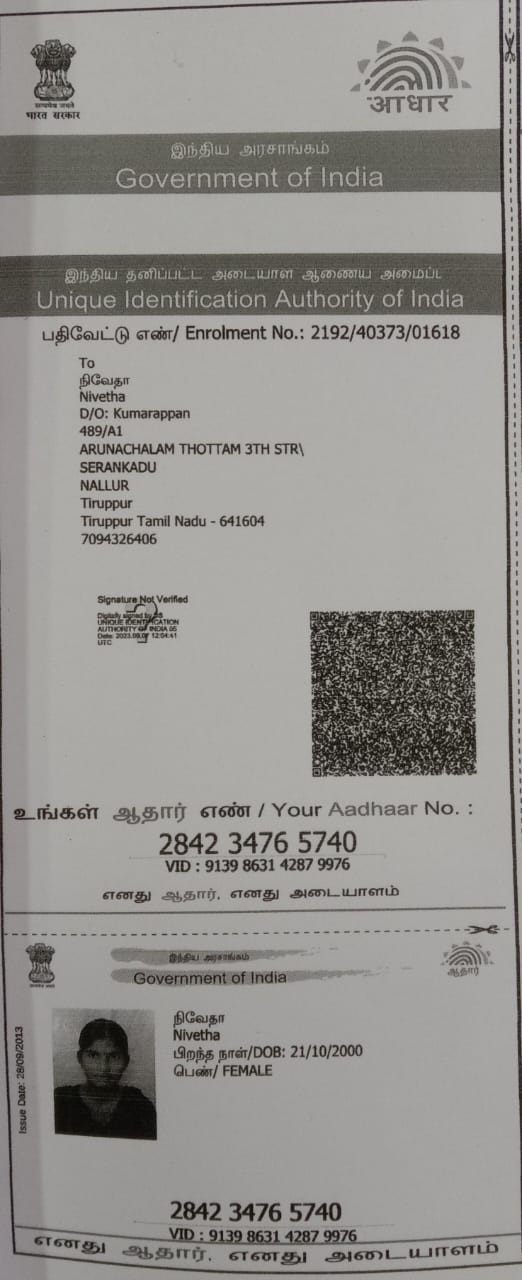 सत्यमेव जयते
भारत सरकार
आधार
இந்திய அரசாங்கம்
Government of India
இந்திய தனிப்பட்ட அடையாள ஆணைய அமைப்பு
Unique Identification Authority of India
பதிவேட்டு எண்/ Enrolment No.: 2192/40373/01618
To
நிவேதா
Nivetha
D/O: Kumarappan
489/A1
ARUNACHALAM THOTTAM 3TH STR\
SERANKADU
NALLUR
Tiruppur
Tiruppur Tamil Nadu - 641604
7094326406
Signature Not Verified
Digitally signed by
UNIQUE IDENTIFICATION
AUTHORITY OF INDIA 05
Date: 2023.09. 12:54:41
UTC
உங்கள் ஆதார் எண் / Your Aadhaar No. :
2842 3476 5740
VID : 9139 8631 4287 9976
எனது ஆதார், எனது அடையாளம்
இந்திய அரசாங்கம்
Government of India
ஆதார்
Issue Date: 28/09/2013
நிவேதா
Nivetha
பிறந்த நாள்/DOB: 21/10/2000
பெண்/ FEMALE
2842 3476 5740
VID : 9139 8631 4287 9976
எனது ஆதார், எனது அடையாளம்